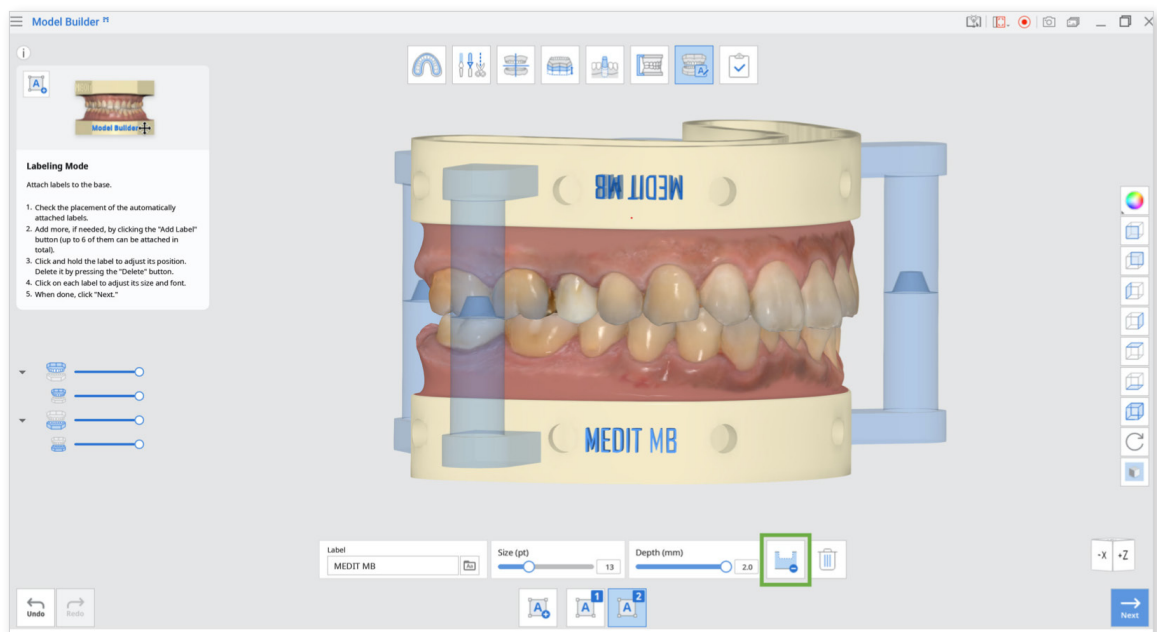 Model Builder
i
A
Model Builder
Labeling Mode
Attach labels to the base.
1. Check the placement of the automatically
attached labels.
2. Add more, if needed, by clicking the "Add Label"
button (up to 6 of them can be attached in
total).
3. Click and hold the label to adjust its position.
Delete it by pressing the "Delete" button.
4. Click on each label to adjust its size and font.
5. When done, click "Next."
A
MEDIT MB
MEDIT MB
Label
MEDIT MB
Aa
Size (pt)
13
Depth (mm)
2.0
-X +Z
Undo
Redo
A
A 1
A 2
Next